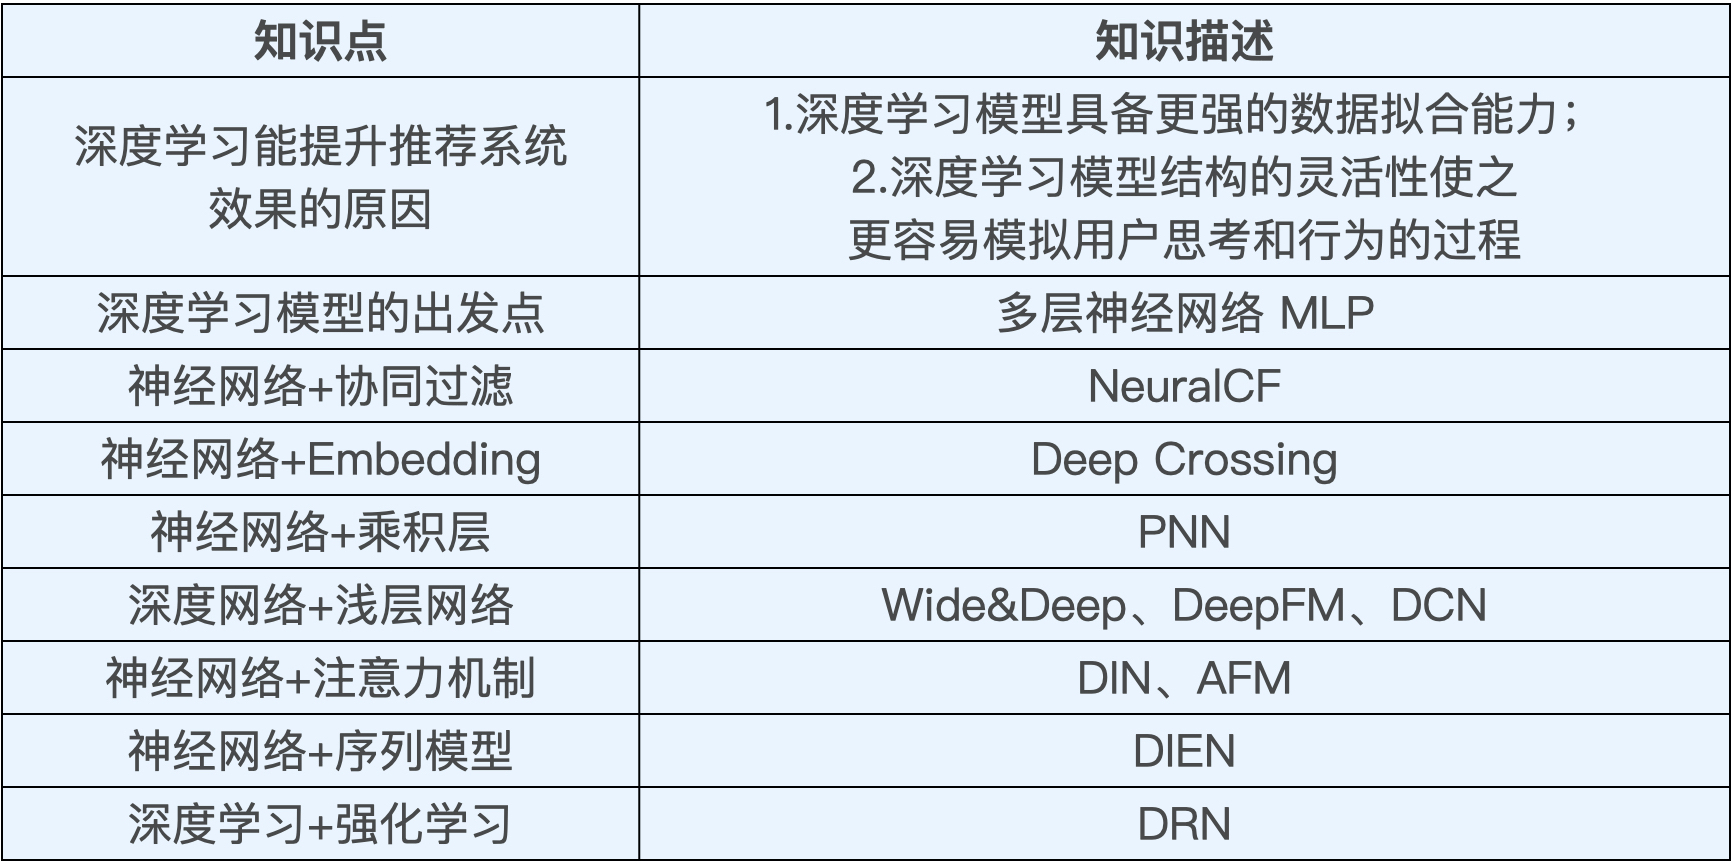 知识点
知识描述
深度学习能提升推荐系统
效果的原因
1.深度学习模型具备更强的数据拟合能力；
2.深度学习模型结构的灵活性使之
更容易模拟用户思考和行为的过程
深度学习模型的出发点
多层神经网络 MLP
神经网络+协同过滤
NeuralCF
神经网络+Embedding
Deep Crossing
神经网络+乘积层
PNN
深度网络+浅层网络
Wide&Deep、DeepFM、DCN
神经网络+注意力机制
DIN、AFM
神经网络+序列模型
DIEN
深度学习+强化学习
DRN